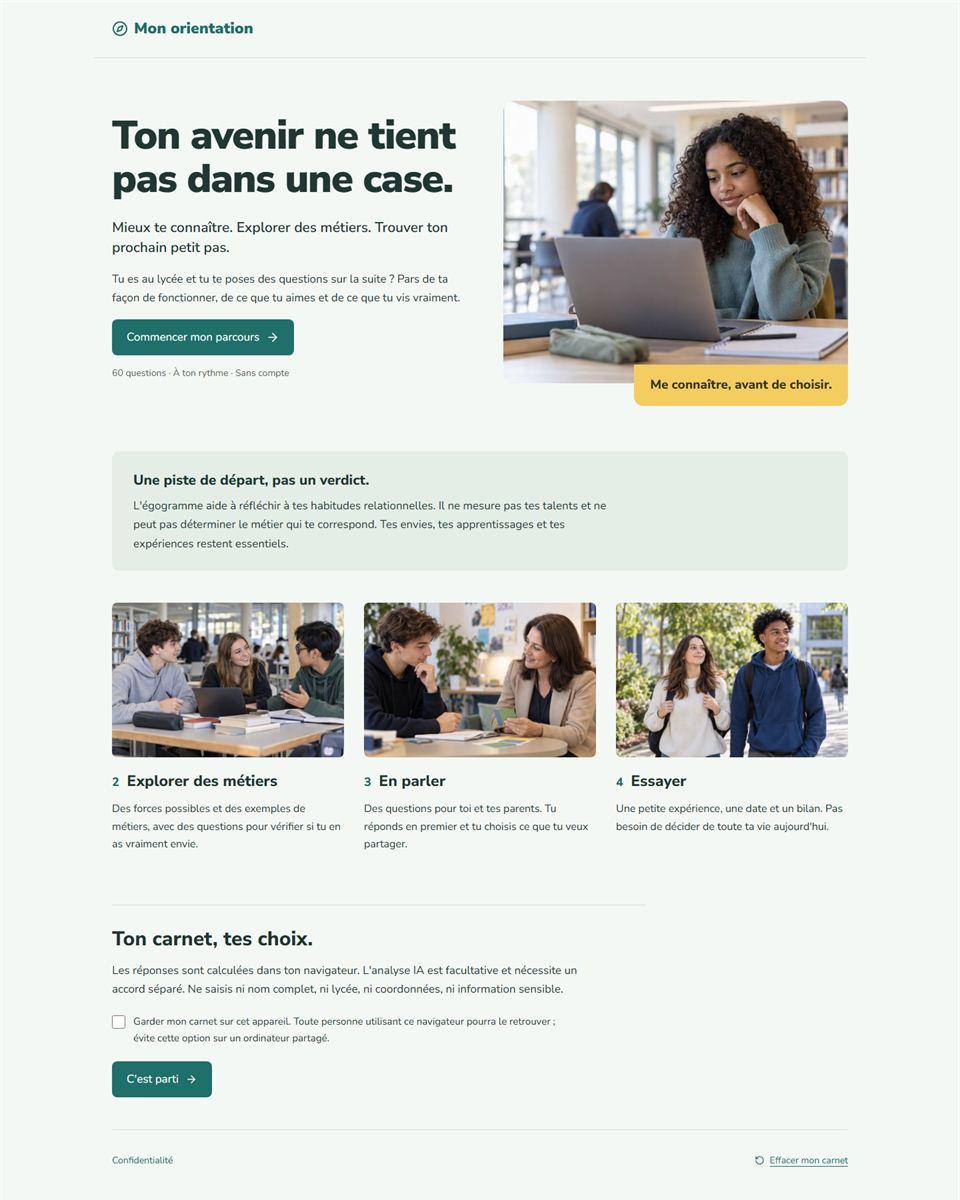 Mon orientation
Ton avenir ne tient
pas dans une case.
Mieux te connaître. Explorer des métiers. Trouver ton
prochain petit pas.
Tu es au lycée et tu te poses des questions sur la suite ? Pars de ta
façon de fonctionner, de ce que tu aimes et de ce que tu vis vraiment.
Commencer mon parcours →
60 questions · À ton rythme · Sans compte
Me connaître, avant de choisir.
Une piste de départ, pas un verdict.
L'égogramme aide à réfléchir à tes habitudes relationnelles. Il ne mesure pas tes talents et ne
peut pas déterminer le métier qui te correspond. Tes envies, tes apprentissages et tes
expériences restent essentiels.
2 Explorer des métiers
Des forces possibles et des exemples de
métiers, avec des questions pour vérifier si tu en
as vraiment envie.
3 En parler
Des questions pour toi et tes parents. Tu
réponds en premier et tu choisis ce que tu veux
partager.
4 Essayer
Une petite expérience, une date et un bilan. Pas
besoin de décider de toute ta vie aujourd'hui.
Ton carnet, tes choix.
Les réponses sont calculées dans ton navigateur. L'analyse IA est facultative et nécessite un
accord séparé. Ne saisis ni nom complet, ni lycée, ni coordonnées, ni information sensible.
Garder mon carnet sur cet appareil. Toute personne utilisant ce navigateur pourra le retrouver ;
évite cette option sur un ordinateur partagé.
C'est parti →
Confidentialité
Effacer mon carnet